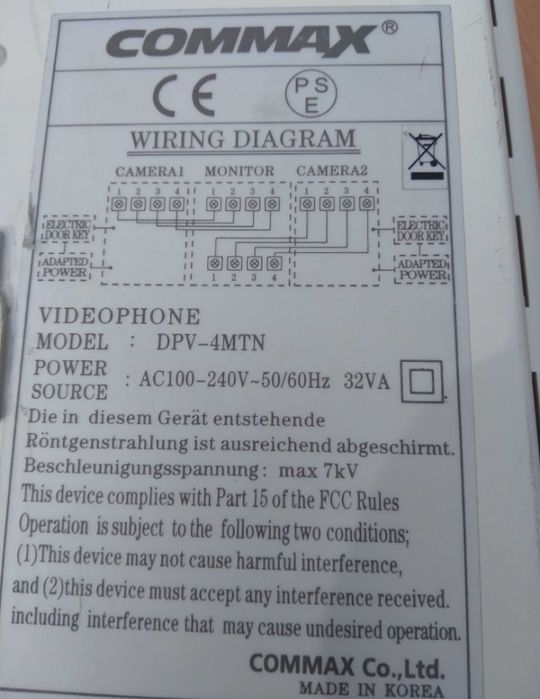 COMMAX®
CE PSE
WIRING DIAGRAM
CAMERA1 MONITOR CAMERA2
1 2 3 4 1 2 3 4 1 2 3 4
ELECTRIC DOOR KEY ELECTRIC DOOR KEY
ADAPTED POWER ADAPTED POWER
1 2 3 4
VIDEOPHONE
MODEL : DPV-4MTN
POWER SOURCE : AC100-240V~50/60Hz 32VA
Die in diesem Gerät entstehende
Röntgenstrahlung ist ausreichend abgeschirmt.
Beschleunigungsspannung: max 7kV
This device complies with Part 15 of the FCC Rules
Operation is subject to the following two conditions;
(1)This device may not cause harmful interference,
and (2)this device must accept any interference received.
including interference that may cause undesired operation.
COMMAX Co.,Ltd.
MADE IN KOREA